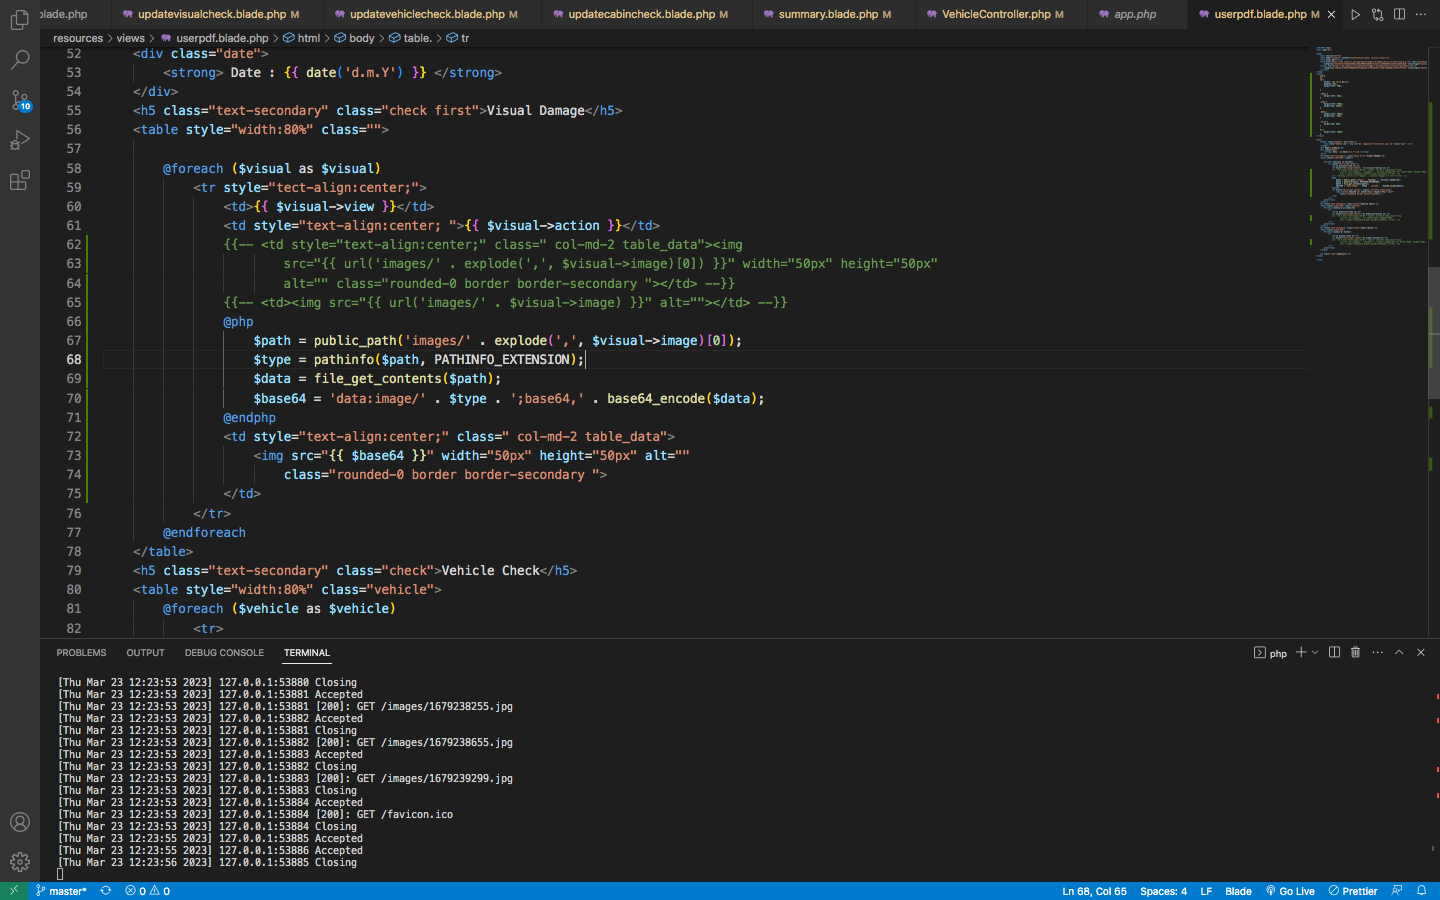 blade.php updatevisualcheck.blade.php M updatevehiclecheck.blade.php M updatecabincheck.blade.php M summary.blade.php M VehicleController.php M app.php userpdf.blade.php M
resources > views > userpdf.blade.php > html > body > table. > tr
52 <div class="date">
53 <strong> Date : {{ date('d.m.Y') }} </strong>
54 </div>
55 <h5 class="text-secondary" class="check first">Visual Damage</h5>
56 <table style="width:80%" class="">
57
58 @foreach ($visual as $visual)
59 <tr style="tect-align:center;">
60 <td>{{ $visual->view }}</td>
61 <td style="text-align:center; ">{{ $visual->action }}</td>
62 {{-- <td style="text-align:center;" class=" col-md-2 table_data"><img
63 src="{{ url('images/' . explode(',', $visual->image)[0]) }}" width="50px" height="50px"
64 alt="" class="rounded-0 border border-secondary "></td> --}}
65 {{-- <td><img src="{{ url('images/' . $visual->image) }}" alt=""></td> --}}
66 @php
67 $path = public_path('images/' . explode(',', $visual->image)[0]);
68 $type = pathinfo($path, PATHINFO_EXTENSION);
69 $data = file_get_contents($path);
70 $base64 = 'data:image/' . $type . ';base64,' . base64_encode($data);
71 @endphp
72 <td style="text-align:center;" class=" col-md-2 table_data">
73 <img src="{{ $base64 }}" width="50px" height="50px" alt=""
74 class="rounded-0 border border-secondary ">
75 </td>
76 </tr>
77 @endforeach
78 </table>
79 <h5 class="text-secondary" class="check">Vehicle Check</h5>
80 <table style="width:80%" class="vehicle">
81 @foreach ($vehicle as $vehicle)
82 <tr>
10
PROBLEMS OUTPUT DEBUG CONSOLE TERMINAL php
[Thu Mar 23 12:23:53 2023] 127.0.0.1:53880 Closing
[Thu Mar 23 12:23:53 2023] 127.0.0.1:53881 Accepted
[Thu Mar 23 12:23:53 2023] 127.0.0.1:53881 [200]: GET /images/1679238255.jpg
[Thu Mar 23 12:23:53 2023] 127.0.0.1:53882 Accepted
[Thu Mar 23 12:23:53 2023] 127.0.0.1:53881 Closing
[Thu Mar 23 12:23:53 2023] 127.0.0.1:53882 [200]: GET /images/1679238655.jpg
[Thu Mar 23 12:23:53 2023] 127.0.0.1:53883 Accepted
[Thu Mar 23 12:23:53 2023] 127.0.0.1:53882 Closing
[Thu Mar 23 12:23:53 2023] 127.0.0.1:53883 [200]: GET /images/1679239299.jpg
[Thu Mar 23 12:23:53 2023] 127.0.0.1:53883 Closing
[Thu Mar 23 12:23:53 2023] 127.0.0.1:53884 Accepted
[Thu Mar 23 12:23:53 2023] 127.0.0.1:53884 [200]: GET /favicon.ico
[Thu Mar 23 12:23:53 2023] 127.0.0.1:53884 Closing
[Thu Mar 23 12:23:55 2023] 127.0.0.1:53885 Accepted
[Thu Mar 23 12:23:55 2023] 127.0.0.1:53886 Accepted
[Thu Mar 23 12:23:56 2023] 127.0.0.1:53885 Closing
master* 0 0 Ln 68, Col 65 Spaces: 4 LF Blade Go Live Prettier